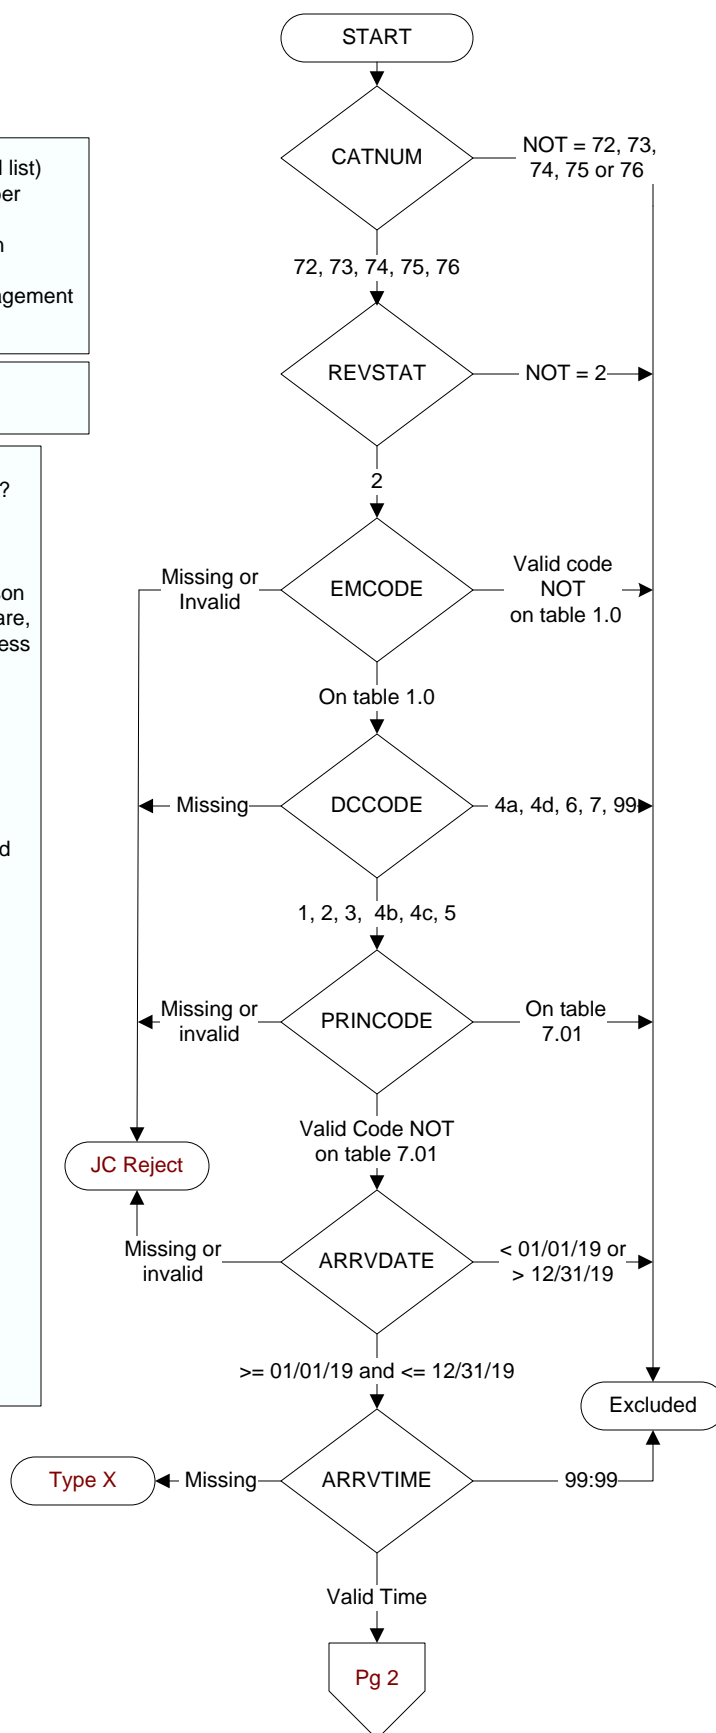 START
CATNUM
NOT = 72, 73,
74, 75 or 76
list)
72, 73, 74, 75, 76
REVSTAT
NOT = 2
2
?
EMCODE
Missing or
Invalid
Valid code
NOT
on table 1.0
On table 1.0
DCCODE
Missing
4a, 4d, 6, 7, 99
1, 2, 3, 4b, 4c, 5
PRINCODE
Missing or
invalid
On table
7.01
Valid Code NOT
on table 7.01
JC Reject
ARRVDATE
Missing or
invalid
< 01/01/19 or
> 12/31/19
>= 01/01/19 and <= 12/31/19
Excluded
ARRVTIME
Type X
Missing
99:99
Valid Time
Pg 2